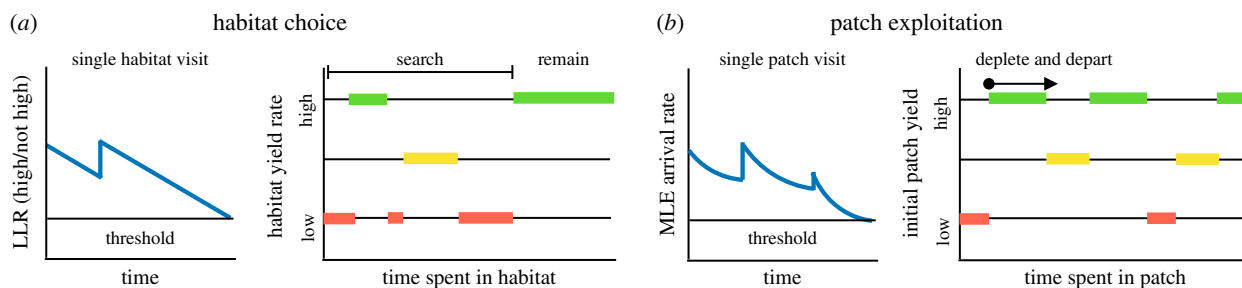 (a) habitat choice
single habitat visit
LLR (high/not high)
threshold
time
search
remain
habitat yield rate
high
low
time spent in habitat
(b) patch exploitation
single patch visit
MLE arrival rate
threshold
time
deplete and depart
initial patch yield
high
low
time spent in patch